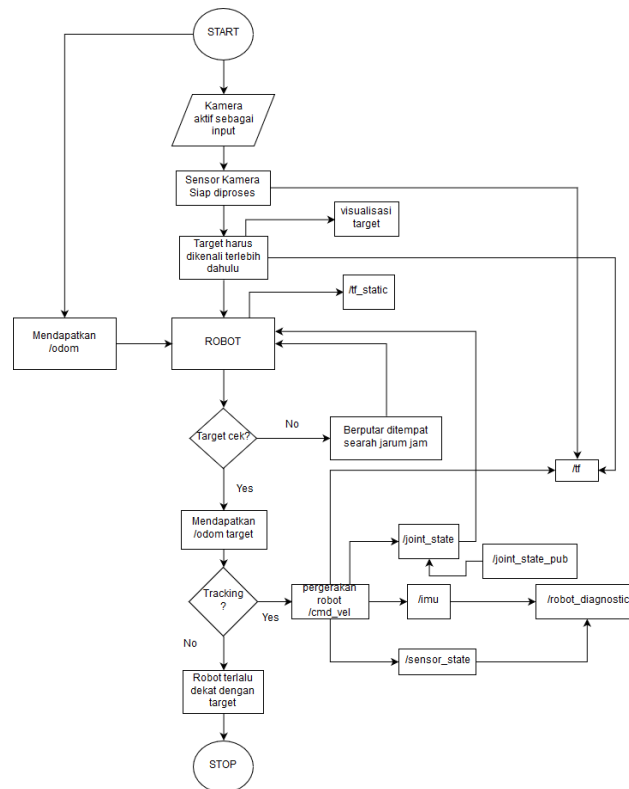 START
Kamera
aktif sebagai
input
Sensor Kamera
Siap diproses
visualisasi
target
Target harus
dikenali terlebih
dahulu
/tf_static
Mendapatkan
/odom
ROBOT
Target cek?
No
Berputar ditempat
searah jarum jam
/tf
Yes
Mendapatkan
/odom target
/joint_state
/joint_state_pub
Tracking
?
Yes
pergerakan
robot
/cmd_vel
/imu
/robot_diagnostic
No
/sensor_state
Robot terlalu
dekat dengan
target
STOP